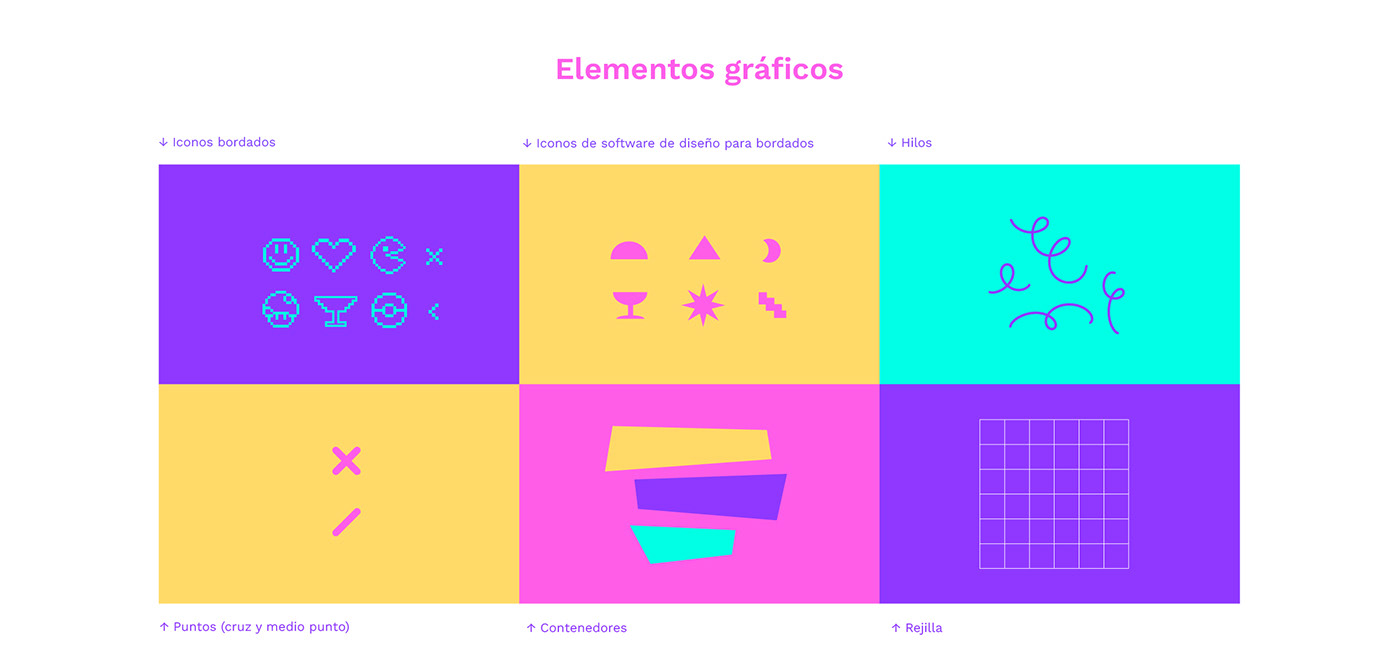 Elementos gráficos
↓ Iconos bordados
↓ Iconos de software de diseño para bordados
↓ Hilos
↑ Puntos (cruz y medio punto)
↑ Contenedores
↑ Rejilla